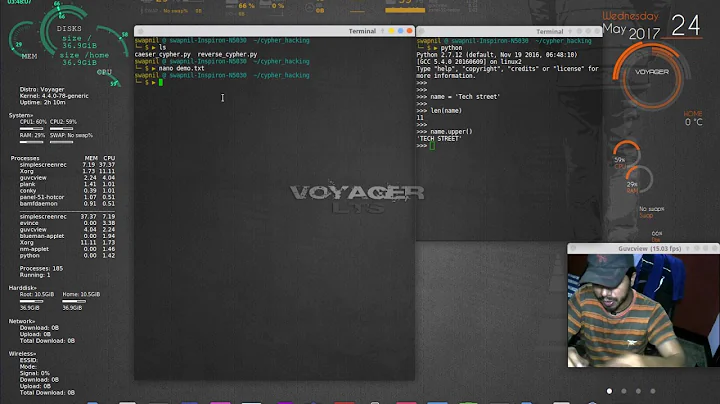 03:48:07
DISKS
size /
36.9GiB
size /home
36.9GiB
29
MEM
CPU
59
Distro: Voyager
Kernel: 4.4.0-78-generic
Uptime: 2h 10m
System»
CPU1: 60% CPU2: 59%
RAM: 29% SWAP: No swap%
Processes MEM CPU
simplescreenrec 7.19 37.37
Xorg 1.73 11.11
guvcview 2.24 4.04
plank 1.41 1.01
conky 0.39 1.01
panel-51-hotcor 1.07 0.51
bamfdaemon 0.91 0.51
simplescreenrec 37.37 7.19
evince 0.00 3.38
guvcview 4.04 2.24
blueman-applet 0.00 1.94
Xorg 11.11 1.73
nm-applet 0.00 1.46
python 0.00 1.42
Processes: 185
Running: 1
Harddisk»
Root: 10.5GiB Home: 10.5GiB
36.9GiB 36.9GiB
Network»
Download: 0B
Upload: 0B
Total Download: 0B
Wireless»
ESSID:
Mode:
Signal: 0%
Download: 0B
Upload: 0B
Total Download: 0B
66 %
0 %
Terminal
swapnil @ swapnil-Inspiron-N5030 ~/cypher_hacking
$ ls
caeser_cypher.py reverse_cypher.py
swapnil @ swapnil-Inspiron-N5030 ~/cypher_hacking
$ nano demo.txt
swapnil @ swapnil-Inspiron-N5030 ~/cypher_hacking
$
VOYAGER
LTS
Terminal
swapnil @ swapnil-Inspiron-N5030 ~/cypher_hacking
$ python
Python 2.7.12 (default, Nov 19 2016, 06:48:10)
[GCC 5.4.0 20160609] on linux2
Type "help", "copyright", "credits" or "license" for
more information.
>>>
>>>
>>> name = 'Tech street'
>>>
>>> len(name)
11
>>>
>>> name.upper()
'TECH STREET'
>>>
Wednesday
May 2017 24
VOYAGER
HOME
0 °C
59%
CPU
29%
RAM
No swap%
Swap
Guvcview (15.03 fps)